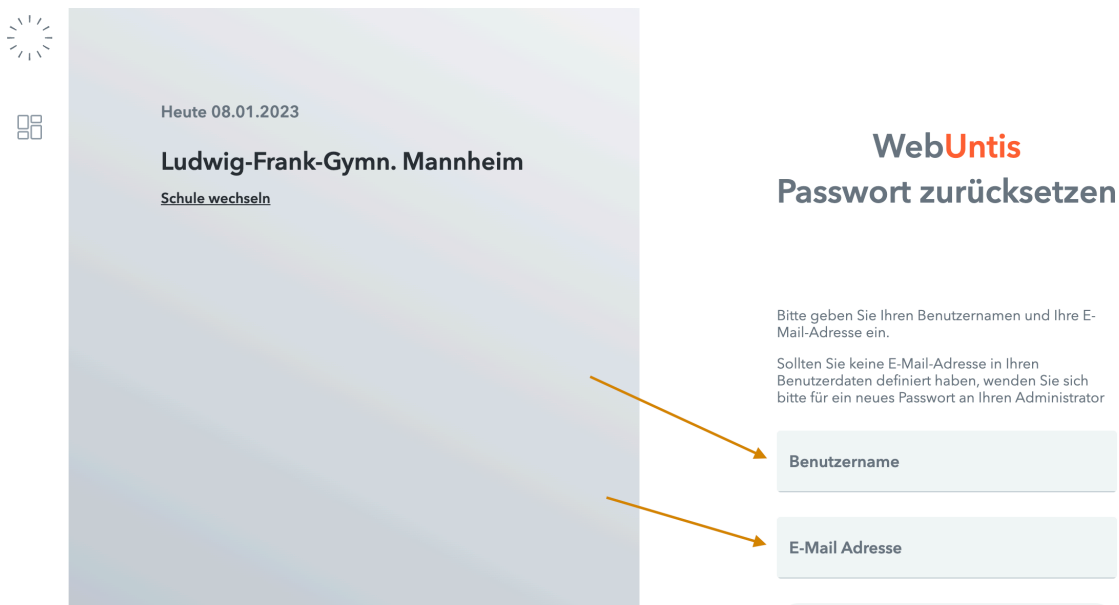 Heute 08.01.2023
Ludwig-Frank-Gymn. Mannheim
Schule wechseln
WebUntis
Passwort zurücksetzen
Bitte geben Sie Ihren Benutzernamen und Ihre E-
Mail-Adresse ein.
Sollten Sie keine E-Mail-Adresse in Ihren
Benutzerdaten definiert haben, wenden Sie sich
bitte für ein neues Passwort an Ihren Administrator
Benutzername
E-Mail Adresse